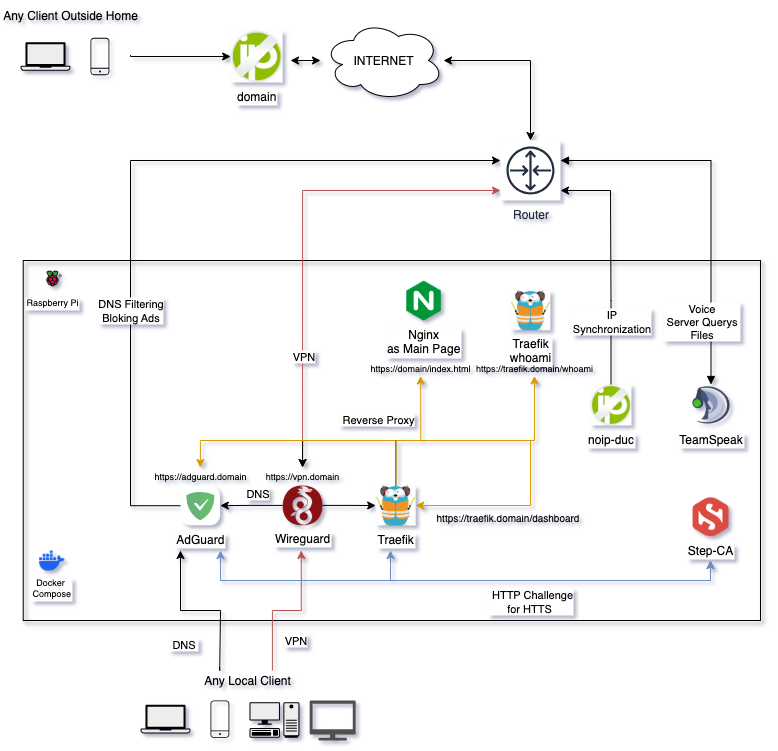 Any Client Outside Home
INTERNET
domain
Router
Raspberry Pi
DNS Filtering
Bloking Ads
Nginx
as Main Page
https://domain/index.html
Traefik
whoami
https://traefik.domain/whoami
IP
Synchronization
Voice
Server Querys
Files
VPN
Reverse Proxy
noip-duc
TeamSpeak
https://adguard.domain
https://vpn.domain
DNS
https://traefik.domain/dashboard
AdGuard
Wireguard
Traefik
Step-CA
Docker
Compose
HTTP Challenge
for HTTS
DNS
VPN
Any Local Client